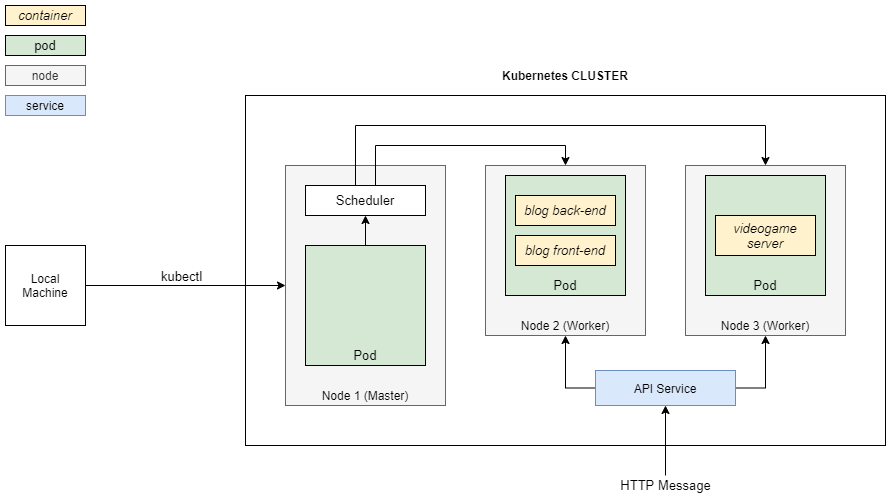 container
pod
node
service
Kubernetes CLUSTER
Scheduler
Pod
Node 1 (Master)
blog back-end
blog front-end
Pod
Node 2 (Worker)
videogame
server
Pod
Node 3 (Worker)
Local
Machine
kubectl
API Service
HTTP Message